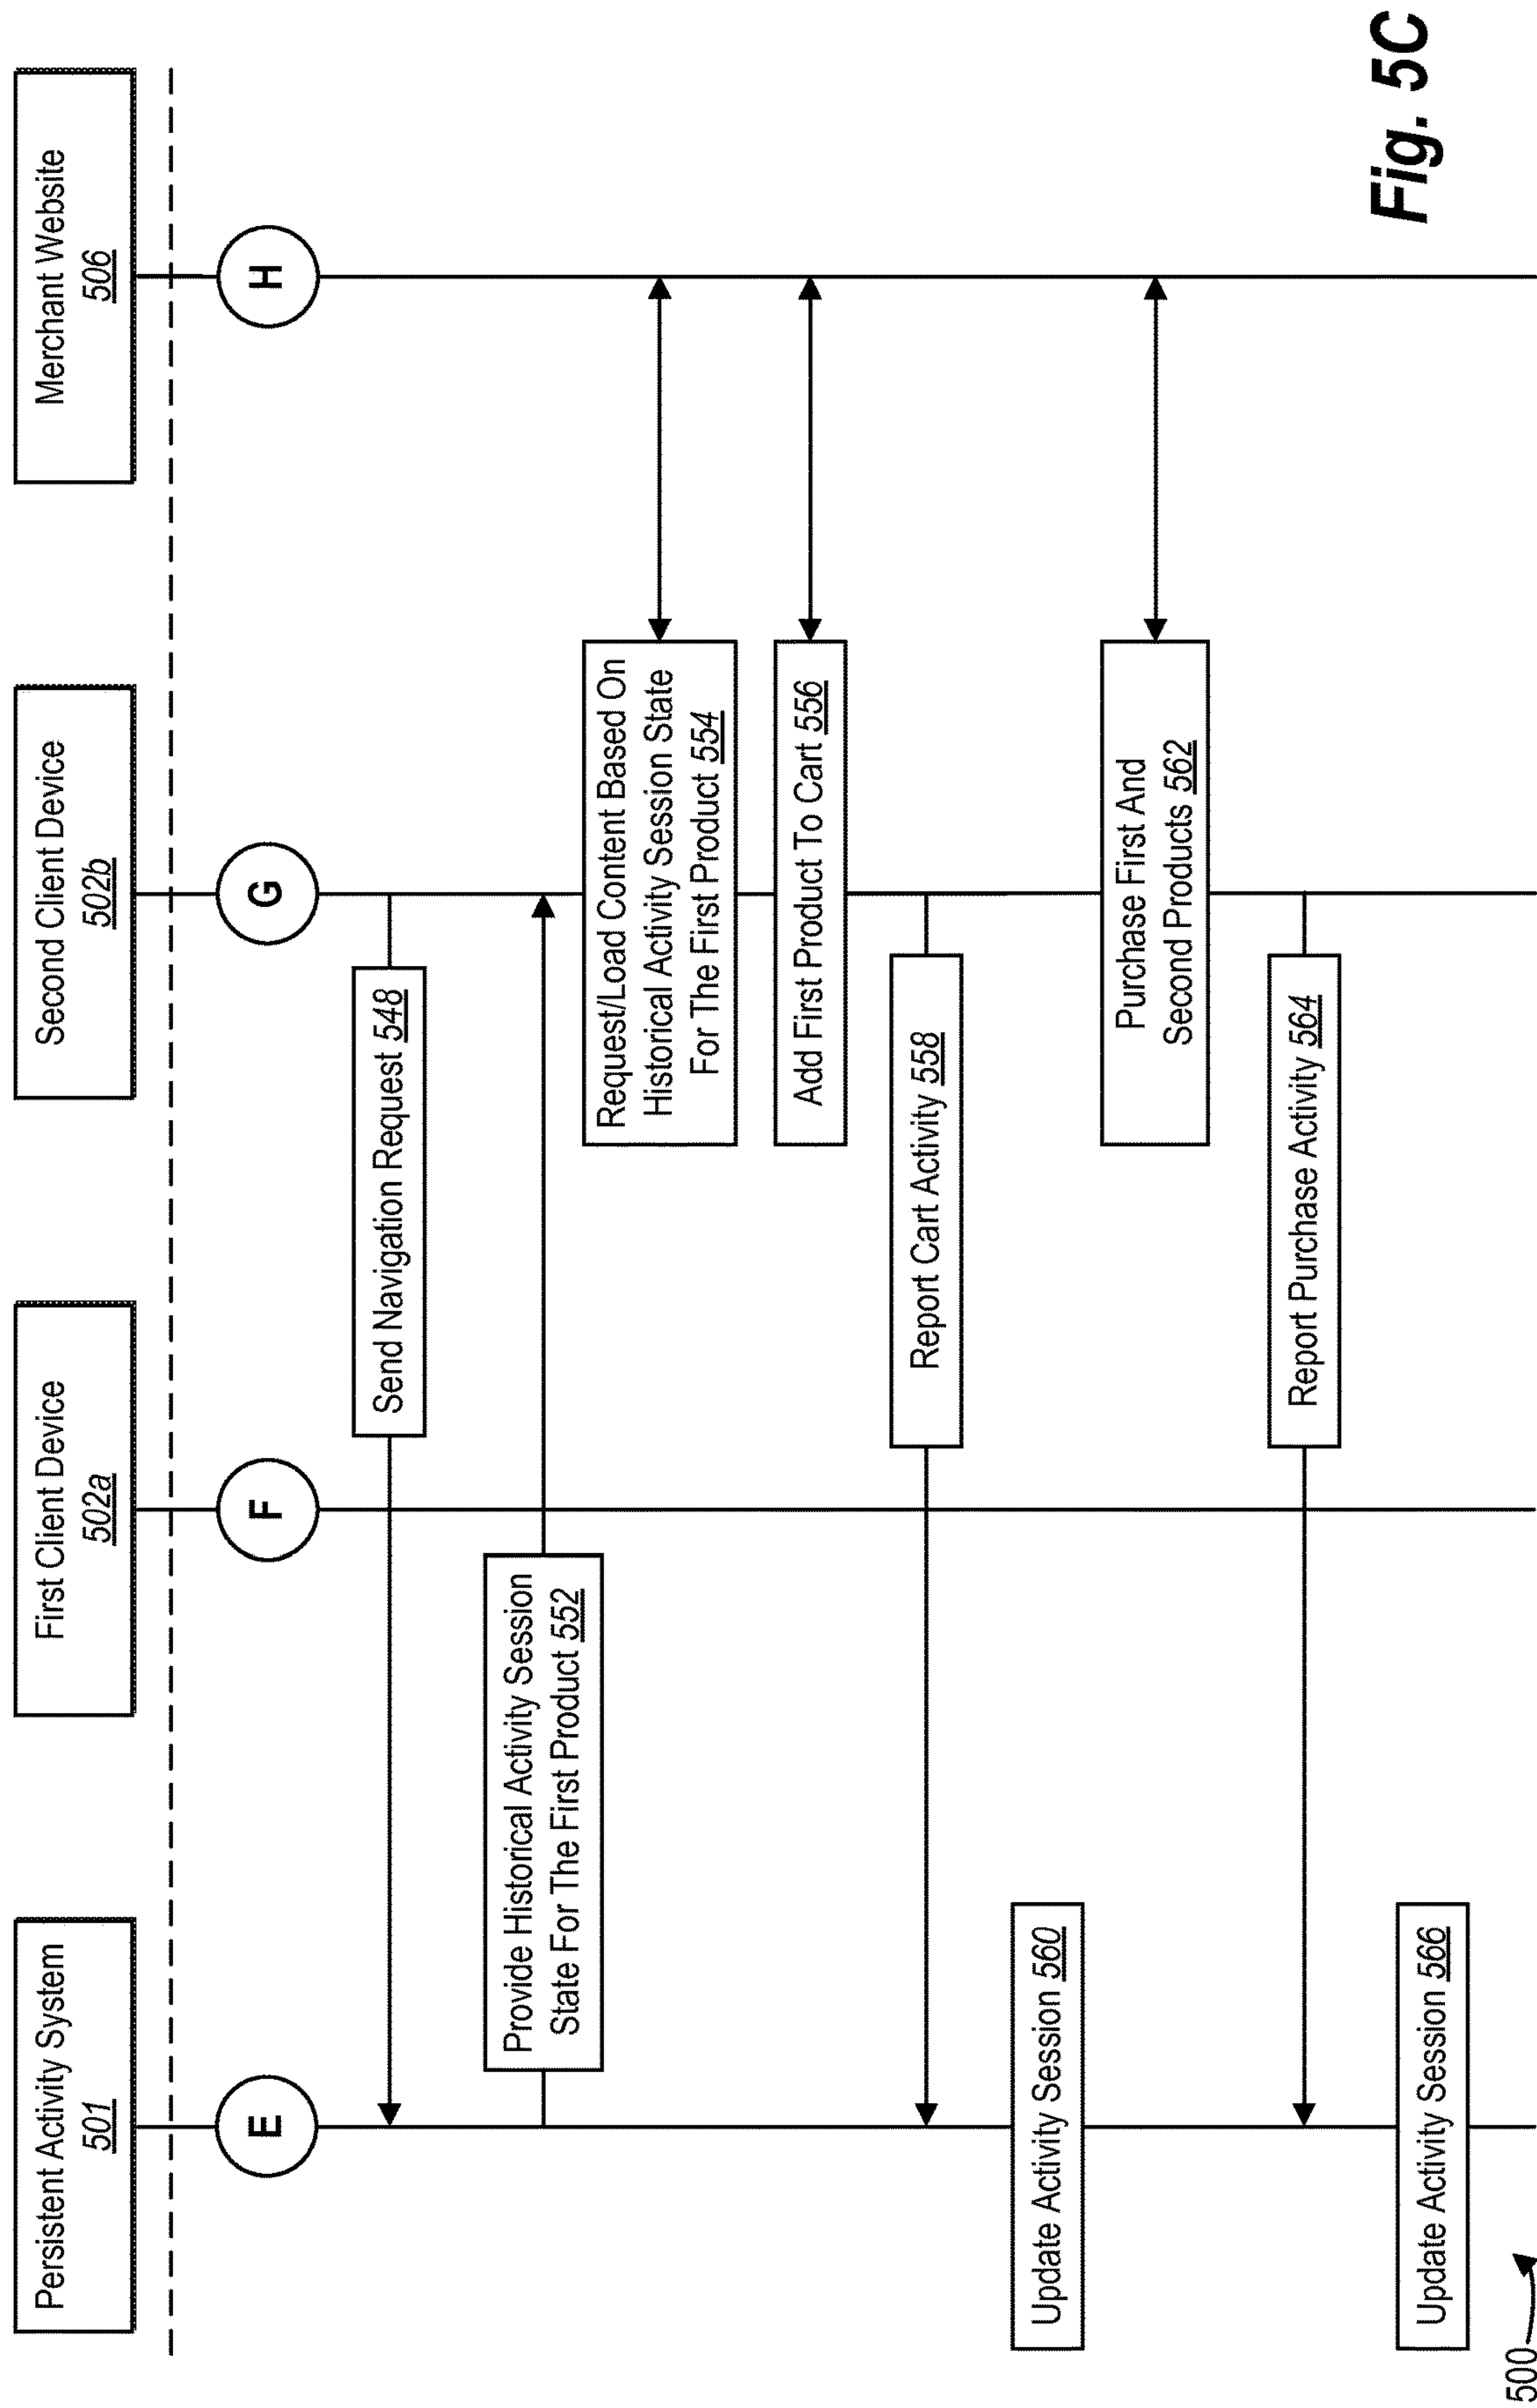 Persistent Activity System
501
First Client Device
502a
Second Client Device
502b
Merchant Website
506
E
F
G
H
Send Navigation Request 548
Provide Historical Activity Session
State For The First Product 552
Request/Load Content Based On
Historical Activity Session State
For The First Product 554
Add First Product To Cart 556
Report Cart Activity 558
Update Activity Session 560
Purchase First And
Second Products 562
Report Purchase Activity 564
Update Activity Session 566
500
Fig. 5C